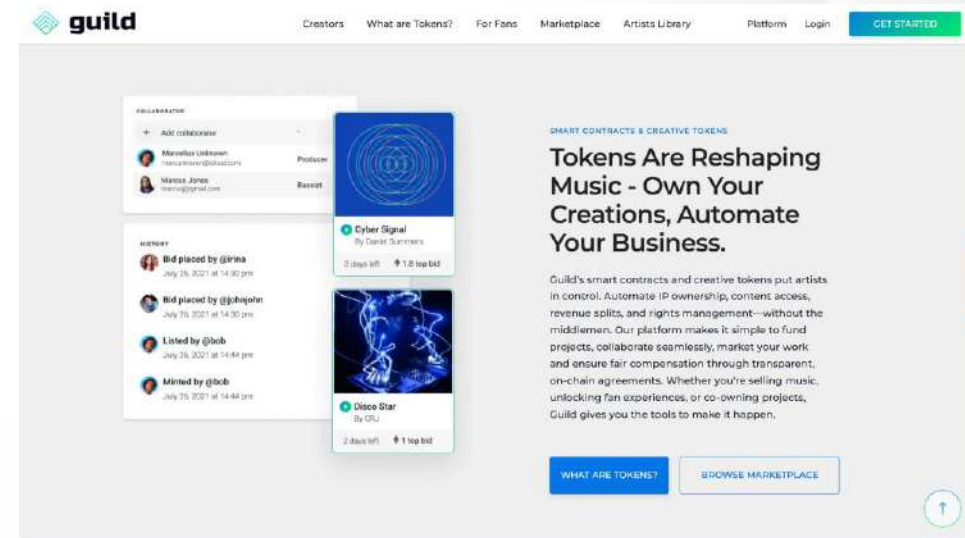 guild
Creators What are Tokens? For Fans Marketplace Artists Library Platform Login GET STARTED
COLLABORATOR
+ Add collaborator
Marcellus Unknown
Producer
Marcus Jones
Bassist
HISTORY
Bid placed by @irina
July 26, 2021 at 14:30 pm
Bid placed by @johnjohn
July 26, 2021 at 14:30 pm
Listed by @bob
July 26, 2021 at 14:44 pm
Minted by @bob
July 26, 2021 at 14:44 pm
Cyber Signal
By Daniel Summers
3 days left 1.8 top bid
Disco Star
By CRJ
2 days left 1 top bid
SMART CONTRACTS & CREATIVE TOKENS
Tokens Are Reshaping
Music - Own Your
Creations, Automate
Your Business.
Guild's smart contracts and creative tokens put artists
in control. Automate IP ownership, content access,
revenue splits, and rights management—without the
middlemen. Our platform makes it simple to fund
projects, collaborate seamlessly, market your work
and ensure fair compensation through transparent,
on-chain agreements. Whether you're selling music,
unlocking fan experiences, or co-owning projects,
Guild gives you the tools to make it happen.
WHAT ARE TOKENS? BROWSE MARKETPLACE